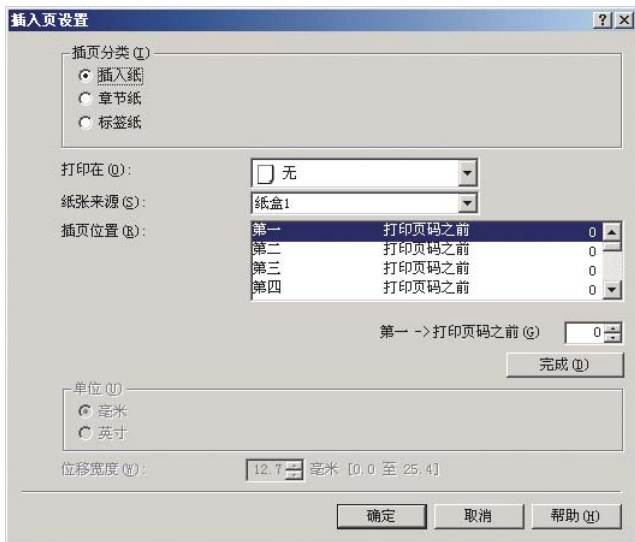 插入页设置
插页分类(I)
插入纸
章节纸
标签纸
打印在(O):
无
纸张来源(S):
纸盒1
插页位置(R):
第一 打印页码之前 0
第二 打印页码之前 0
第三 打印页码之前 0
第四 打印页码之前 0
第一 ->打印页码之前(G) 0
完成(D)
单位(U)
毫米
英寸
位移宽度(W): 12.7 毫米 [0.0 至 25.4]
确定 取消 帮助(H)